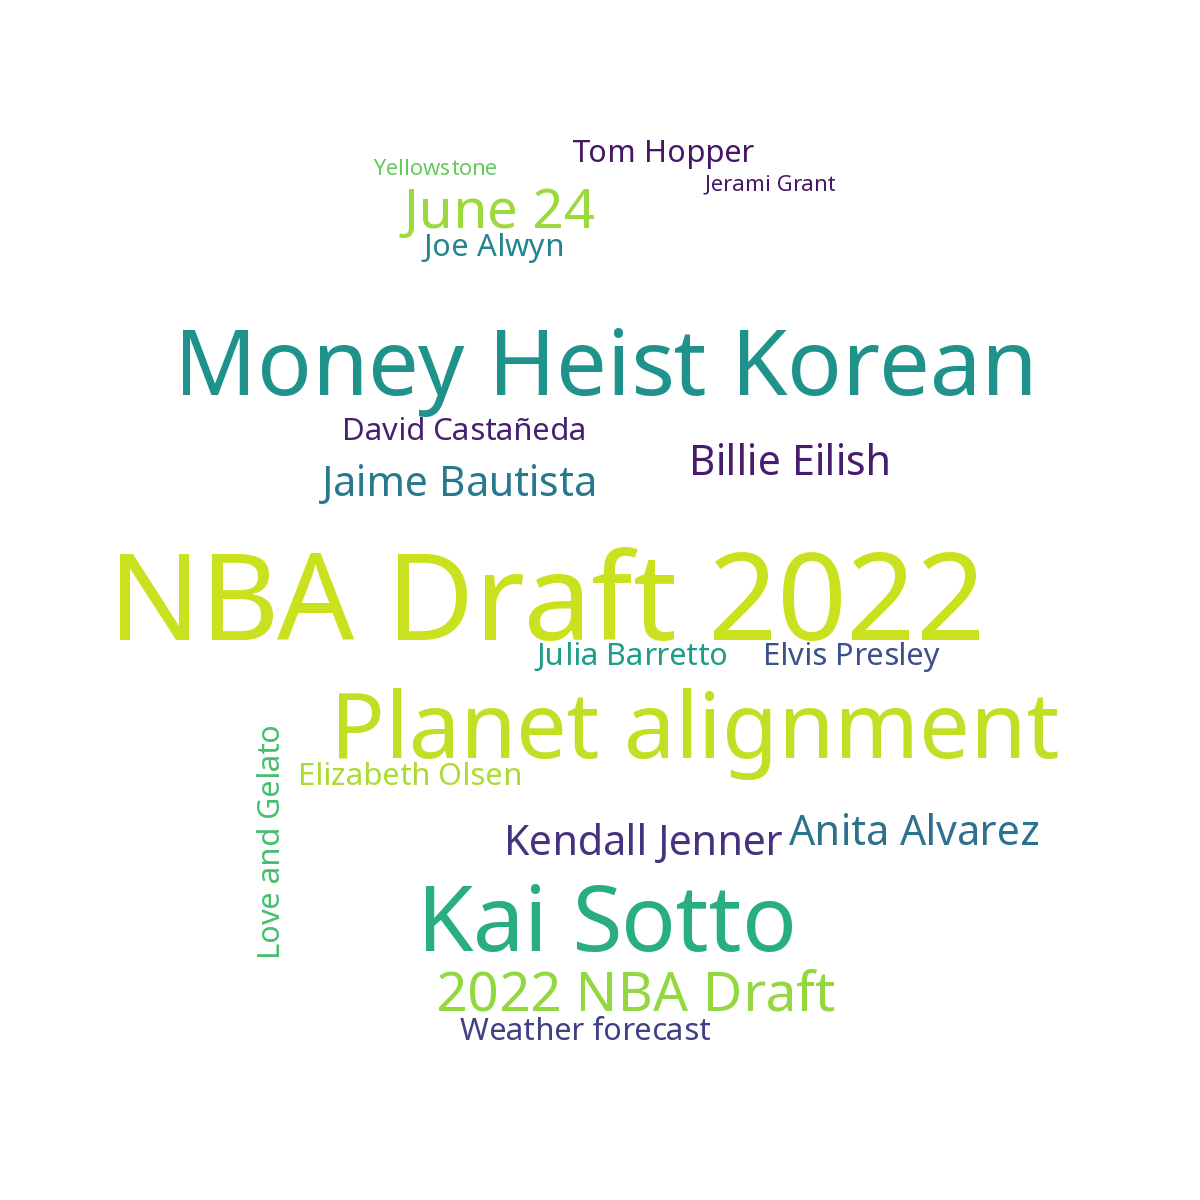 Tom Hopper
Yellowstone
Jerami Grant
June 24
Joe Alwyn
Money Heist Korean
David Castañeda
Billie Eilish
Jaime Bautista
NBA Draft 2022
Julia Barretto
Elvis Presley
Planet alignment
Elizabeth Olsen
Love and Gelato
Anita Alvarez
Kendall Jenner
Kai Sotto
2022 NBA Draft
Weather forecast